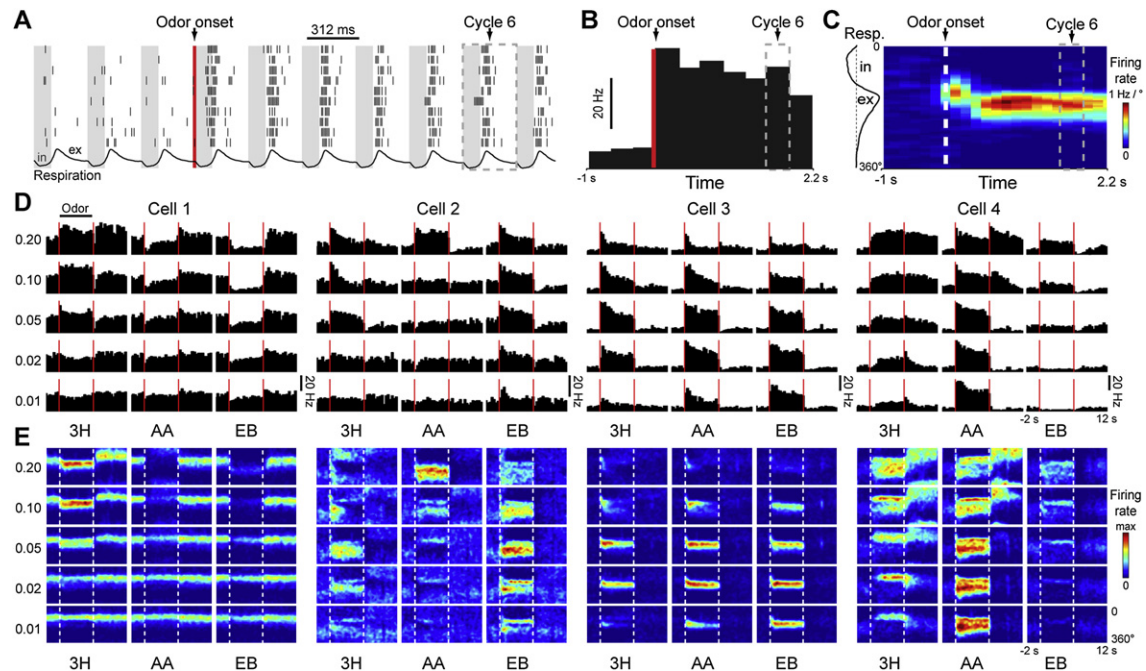 A
Odor onset
312 ms
Cycle 6
in
ex
Respiration
B
Odor onset
Cycle 6
20 Hz
-1 s
Time
2.2 s
C
Odor onset
Cycle 6
Resp.
0
in
ex
360°
Firing
rate
1 Hz / °
0
-1 s
Time
2.2 s
D
Odor
Cell 1
Cell 2
Cell 3
Cell 4
0.20
0.10
0.05
0.02
0.01
20 Hz
20 Hz
20 Hz
20 Hz
-2 s
12 s
3H AA EB
3H AA EB
3H AA EB
3H AA EB
E
0.20
0.10
0.05
0.02
0.01
Firing
rate
max
0
0
360°
-2 s
12 s
3H AA EB
3H AA EB
3H AA EB
3H AA EB